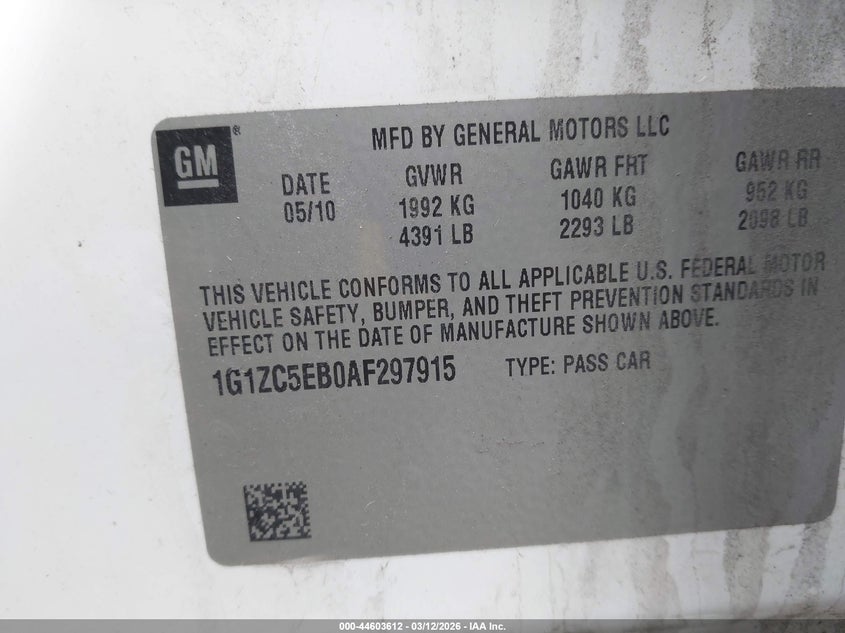 GM®
MFD BY GENERAL MOTORS LLC
DATE GVWR GAWR FRT GAWR RR
05/10 1992 KG 1040 KG 952 KG
4391 LB 2293 LB 2098 LB
THIS VEHICLE CONFORMS TO ALL APPLICABLE U.S. FEDERAL MOTOR
VEHICLE SAFETY, BUMPER, AND THEFT PREVENTION STANDARDS IN
EFFECT ON THE DATE OF MANUFACTURE SHOWN ABOVE.
1G1ZC5EB0AF297915 TYPE: PASS CAR
000-44603612 - 03/12/2026 - IAA Inc.